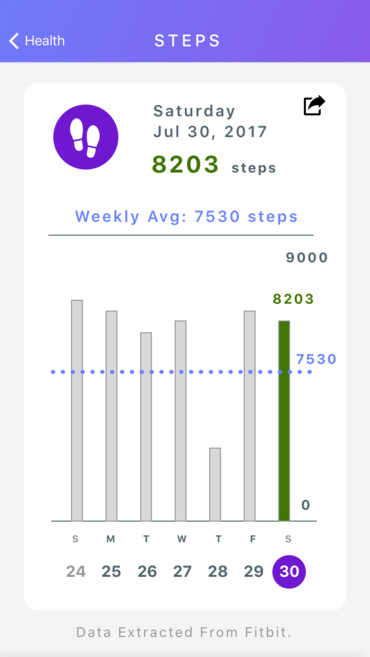 Health
STEPS
Saturday
Jul 30, 2017
8203 steps
Weekly Avg: 7530 steps
9000
8203
7530
0
S M T W T F S
24 25 26 27 28 29 30
Data Extracted From Fitbit.